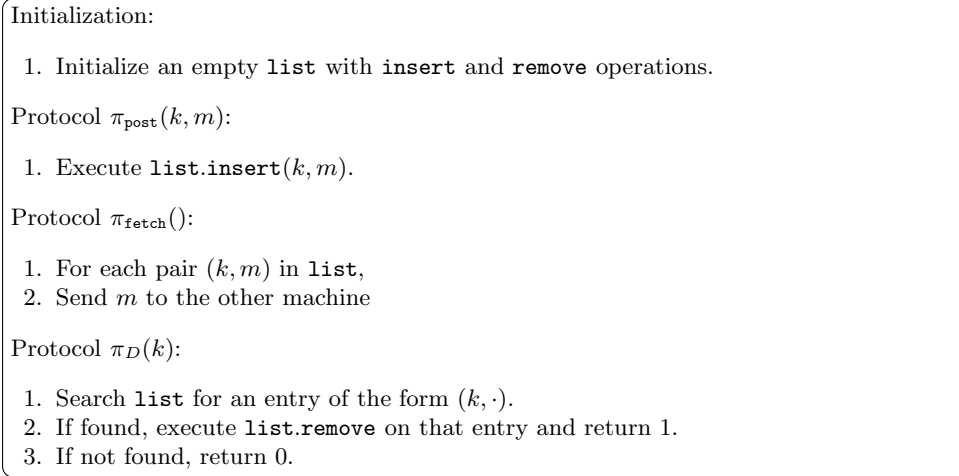 Initialization:
1. Initialize an empty list with insert and remove operations.
Protocol π_post(k, m):
1. Execute list.insert(k, m).
Protocol π_fetch():
1. For each pair (k, m) in list,
2. Send m to the other machine
Protocol π_D(k):
1. Search list for an entry of the form (k, ·).
2. If found, execute list.remove on that entry and return 1.
3. If not found, return 0.